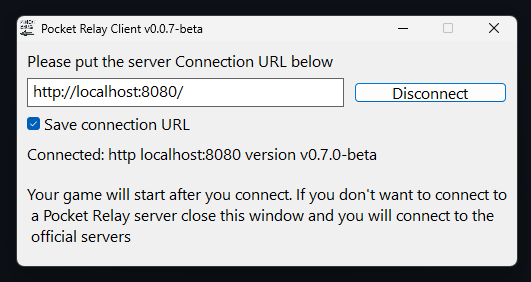 Pocket Relay Client v0.0.7-beta
Please put the server Connection URL below
http://localhost:8080/
Disconnect
Save connection URL
Connected: http localhost:8080 version v0.7.0-beta
Your game will start after you connect. If you don't want to connect to
a Pocket Relay server close this window and you will connect to the
official servers